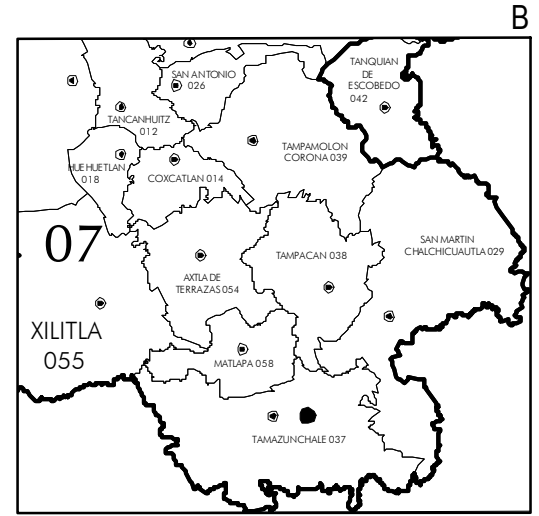 B
SAN ANTONIO
026
TANQUIAN
DE
ESCOBEDO
042
TANCANHUITZ
012
TAMPAMOLON
CORONA 039
HUEHUETLAN
018
COXCATLAN 014
07
SAN MARTIN
CHALCHICUAUTLA 029
AXTLA DE
TERRAZAS 054
TAMPACAN 038
XILITLA
055
MATLAPA 058
TAMAZUNCHALE 037